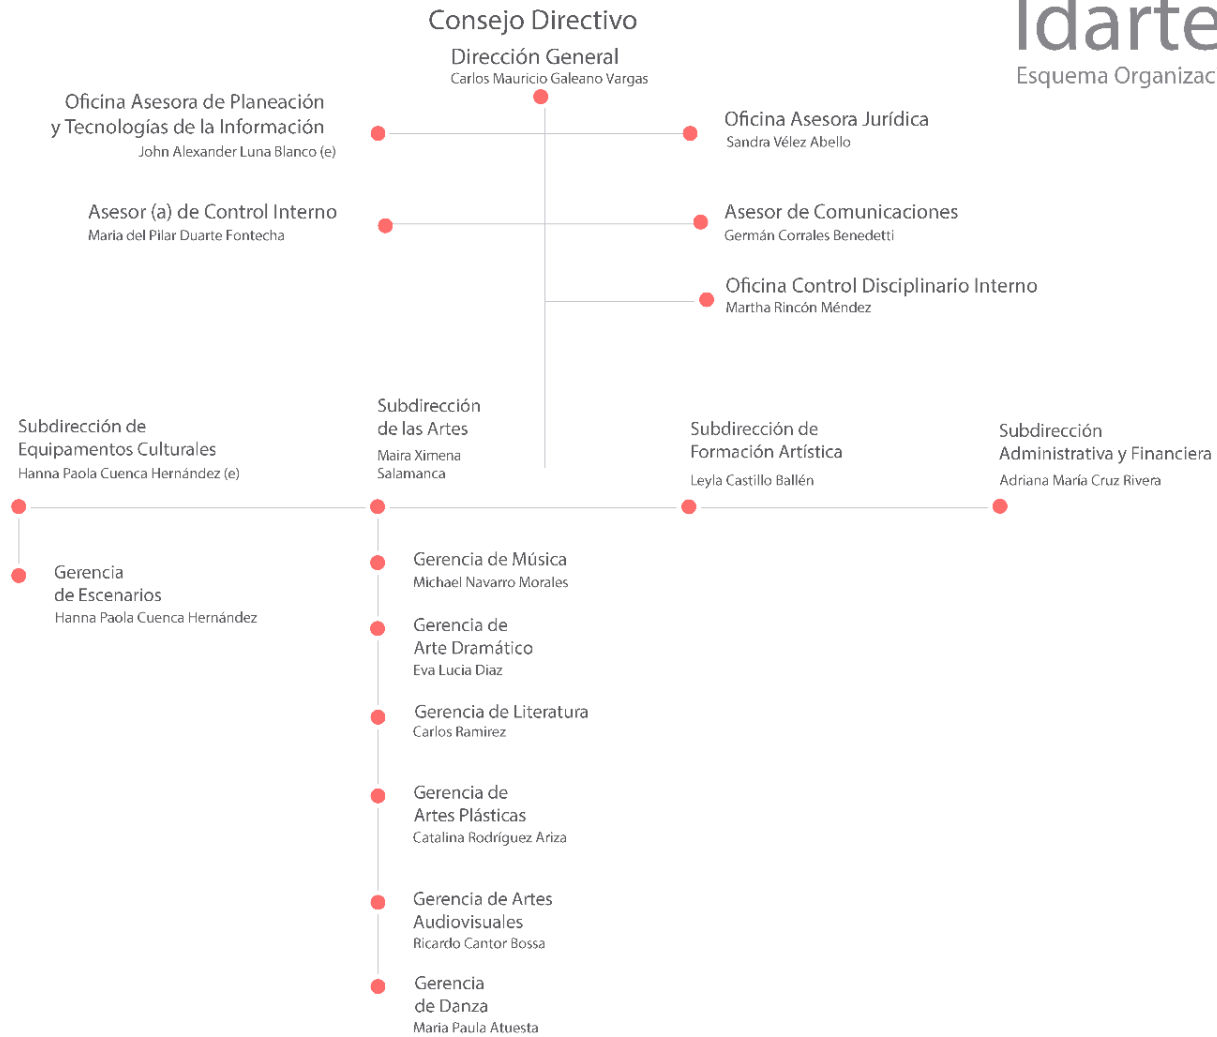 Idarte
Esquema Organizac
Consejo Directivo
Dirección General
Carlos Mauricio Galeano Vargas
Oficina Asesora de Planeación
y Tecnologías de la Información
John Alexander Luna Blanco (e)
Oficina Asesora Jurídica
Sandra Vélez Abello
Asesor (a) de Control Interno
Maria del Pilar Duarte Fontecha
Asesor de Comunicaciones
Germán Corrales Benedetti
Oficina Control Disciplinario Interno
Martha Rincón Méndez
Subdirección de
Equipamentos Culturales
Hanna Paola Cuenca Hernández (e)
Subdirección
de las Artes
Maira Ximena
Salamanca
Subdirección de
Formación Artística
Leyla Castillo Ballén
Subdirección
Administrativa y Financiera
Adriana María Cruz Rivera
Gerencia
de Escenarios
Hanna Paola Cuenca Hernández
Gerencia de Música
Michael Navarro Morales
Gerencia de
Arte Dramático
Eva Lucia Diaz
Gerencia de Literatura
Carlos Ramirez
Gerencia de
Artes Plásticas
Catalina Rodríguez Ariza
Gerencia de Artes
Audiovisuales
Ricardo Cantor Bossa
Gerencia
de Danza
Maria Paula Atuesta